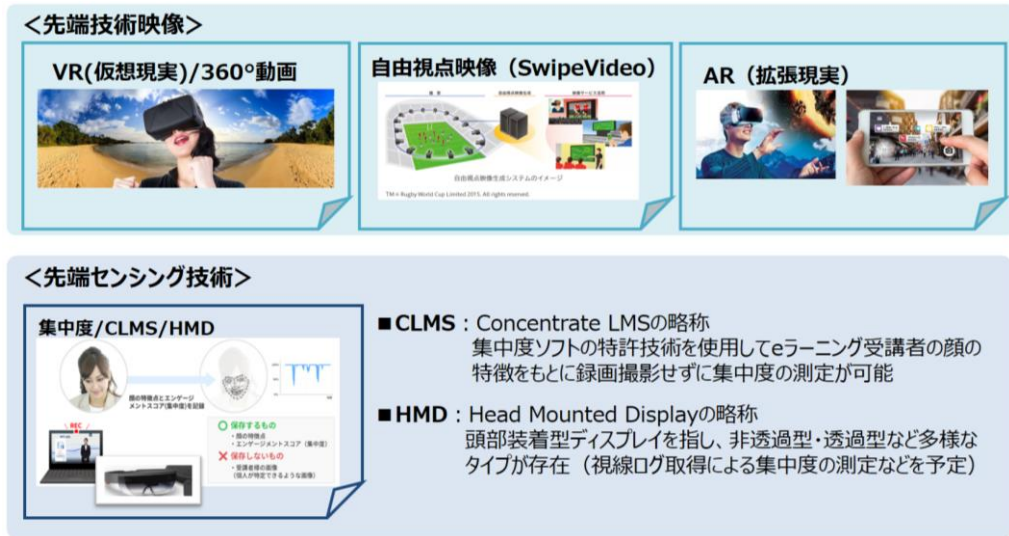 ＜先端技術映像＞
VR(仮想現実)/360°動画
自由視点映像（SwipeVideo）
自由視点映像生成
自由視点映像生成システムのイメージ
TM © Rugby World Cup Limited 2015. All rights reserved.
AR（拡張現実）
＜先端センシング技術＞
集中度/CLMS/HMD
顔の特徴点とエンゲージ
メントスコア(集中度)を記録
REC
保存するもの
・顔の特徴点
・エンゲージメントスコア（集中度）
保存しないもの
・受講者様の画像
（個人が特定できるような画像）
■CLMS：Concentrate LMSの略称
集中度ソフトの特許技術を使用してeラーニング受講者の顔の
特徴をもとに録画撮影せずに集中度の測定が可能
■HMD：Head Mounted Displayの略称
頭部装着型ディスプレイを指し、非透過型・透過型など多様な
タイプが存在（視線ログ取得による集中度の測定などを予定）